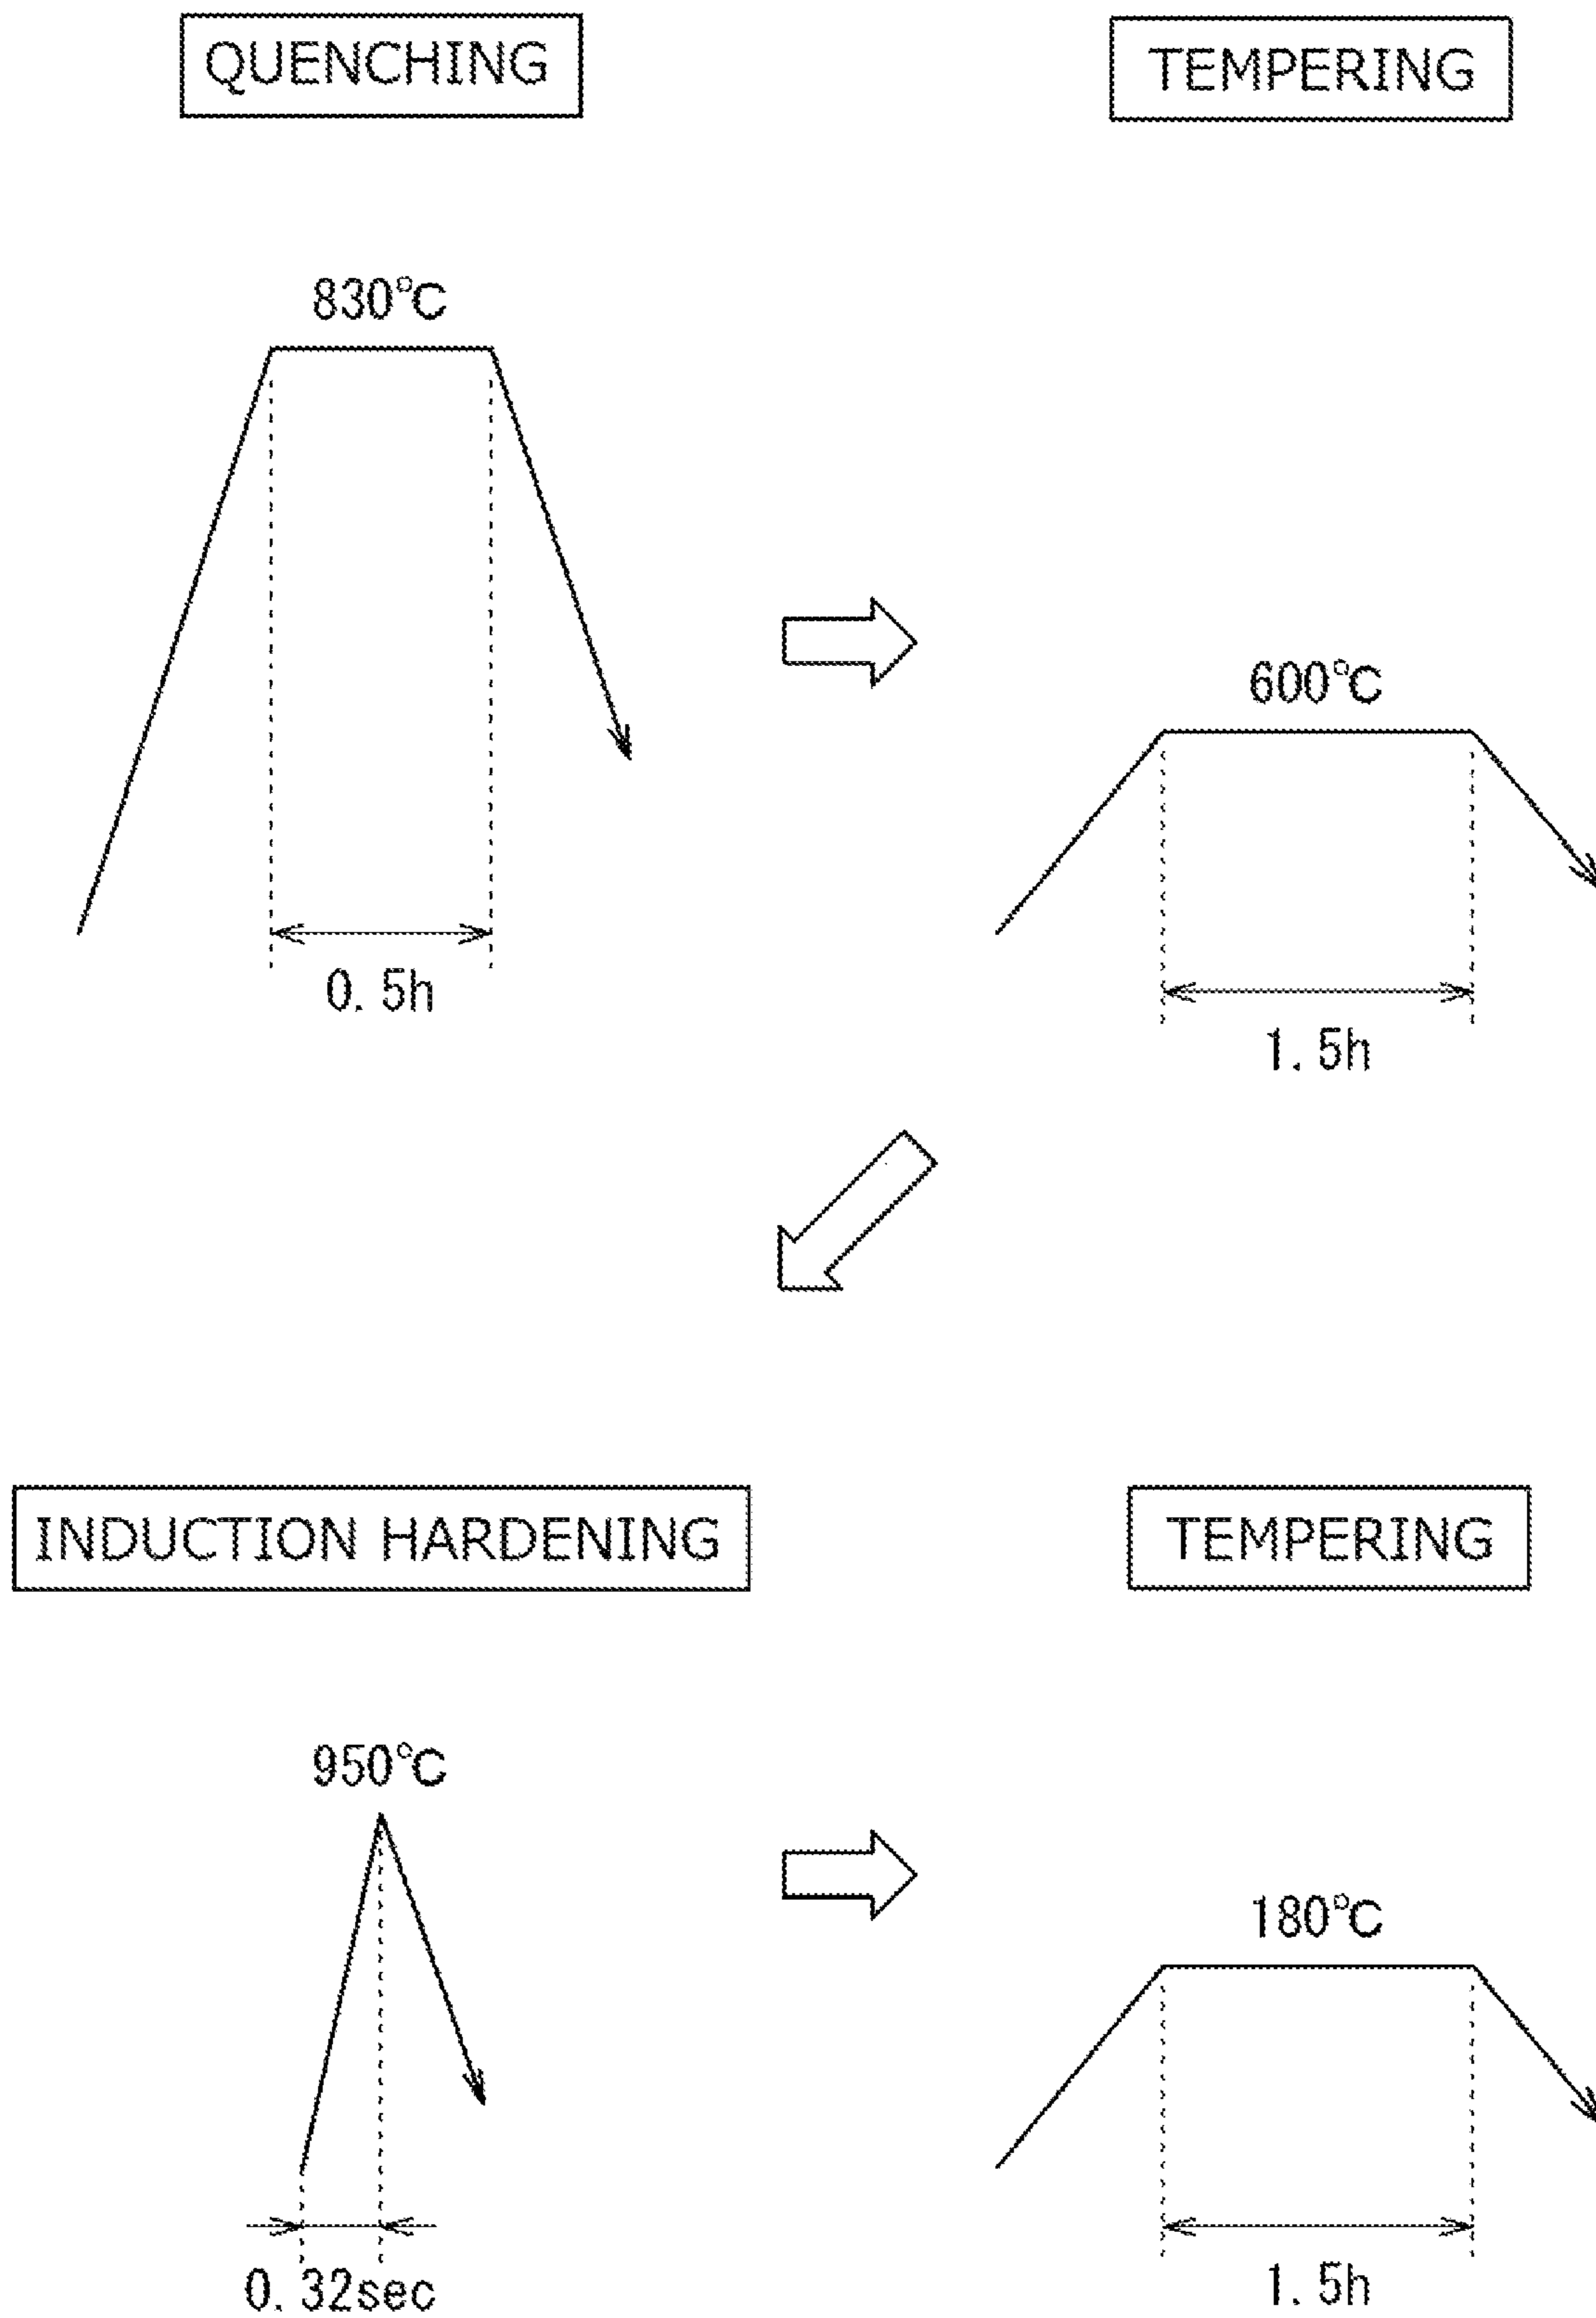 QUENCHING
TEMPERING
830°C
600°C
0.5h
1.5h
INDUCTION HARDENING
TEMPERING
950°C
180°C
0.32sec
1.5h